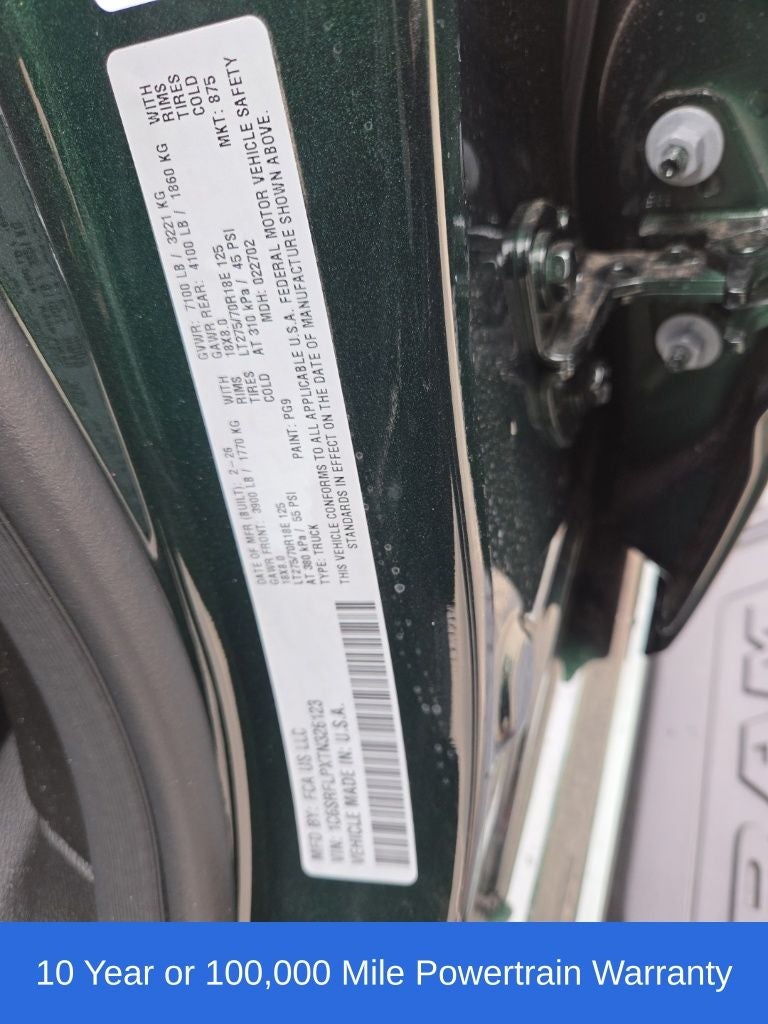 MFD BY: FCA US LLC
VIN: 1C6SRFLPXTN326123
VEHICLE MADE IN: U.S.A.
DATE OF MFR (BUILT): 2-26 GVWR: 7100 LB / 3221 KG
GAWR FRONT: 3900 LB / 1770 KG WITH GAWR REAR: 4100 LB / 1860 KG WITH
18X8.0 RIMS 18X8.0 RIMS
LT275/70R18E 125 TIRES LT275/70R18E 125 TIRES
AT 380 kPa / 55 PSI COLD AT 310 kPa / 45 PSI COLD
TYPE: TRUCK PAINT: PG9 MDH: 022702 MKT: 875
THIS VEHICLE CONFORMS TO ALL APPLICABLE U.S.A. FEDERAL MOTOR VEHICLE SAFETY
STANDARDS IN EFFECT ON THE DATE OF MANUFACTURE SHOWN ABOVE.
RAM
10 Year or 100,000 Mile Powertrain Warranty